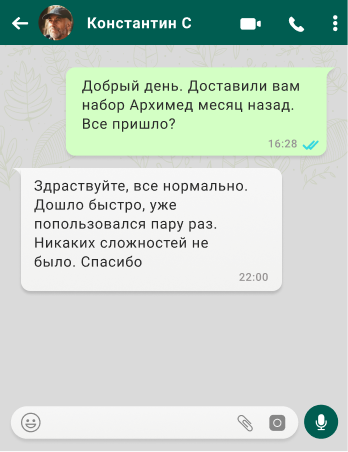 Константин С
Добрый день. Доставили вам
набор Архимед месяц назад.
Все пришло?
16:28
Здраствуйте, все нормально.
Дошло быстро, уже
попользовался пару раз.
Никаких сложностей не
было. Спасибо
22:00